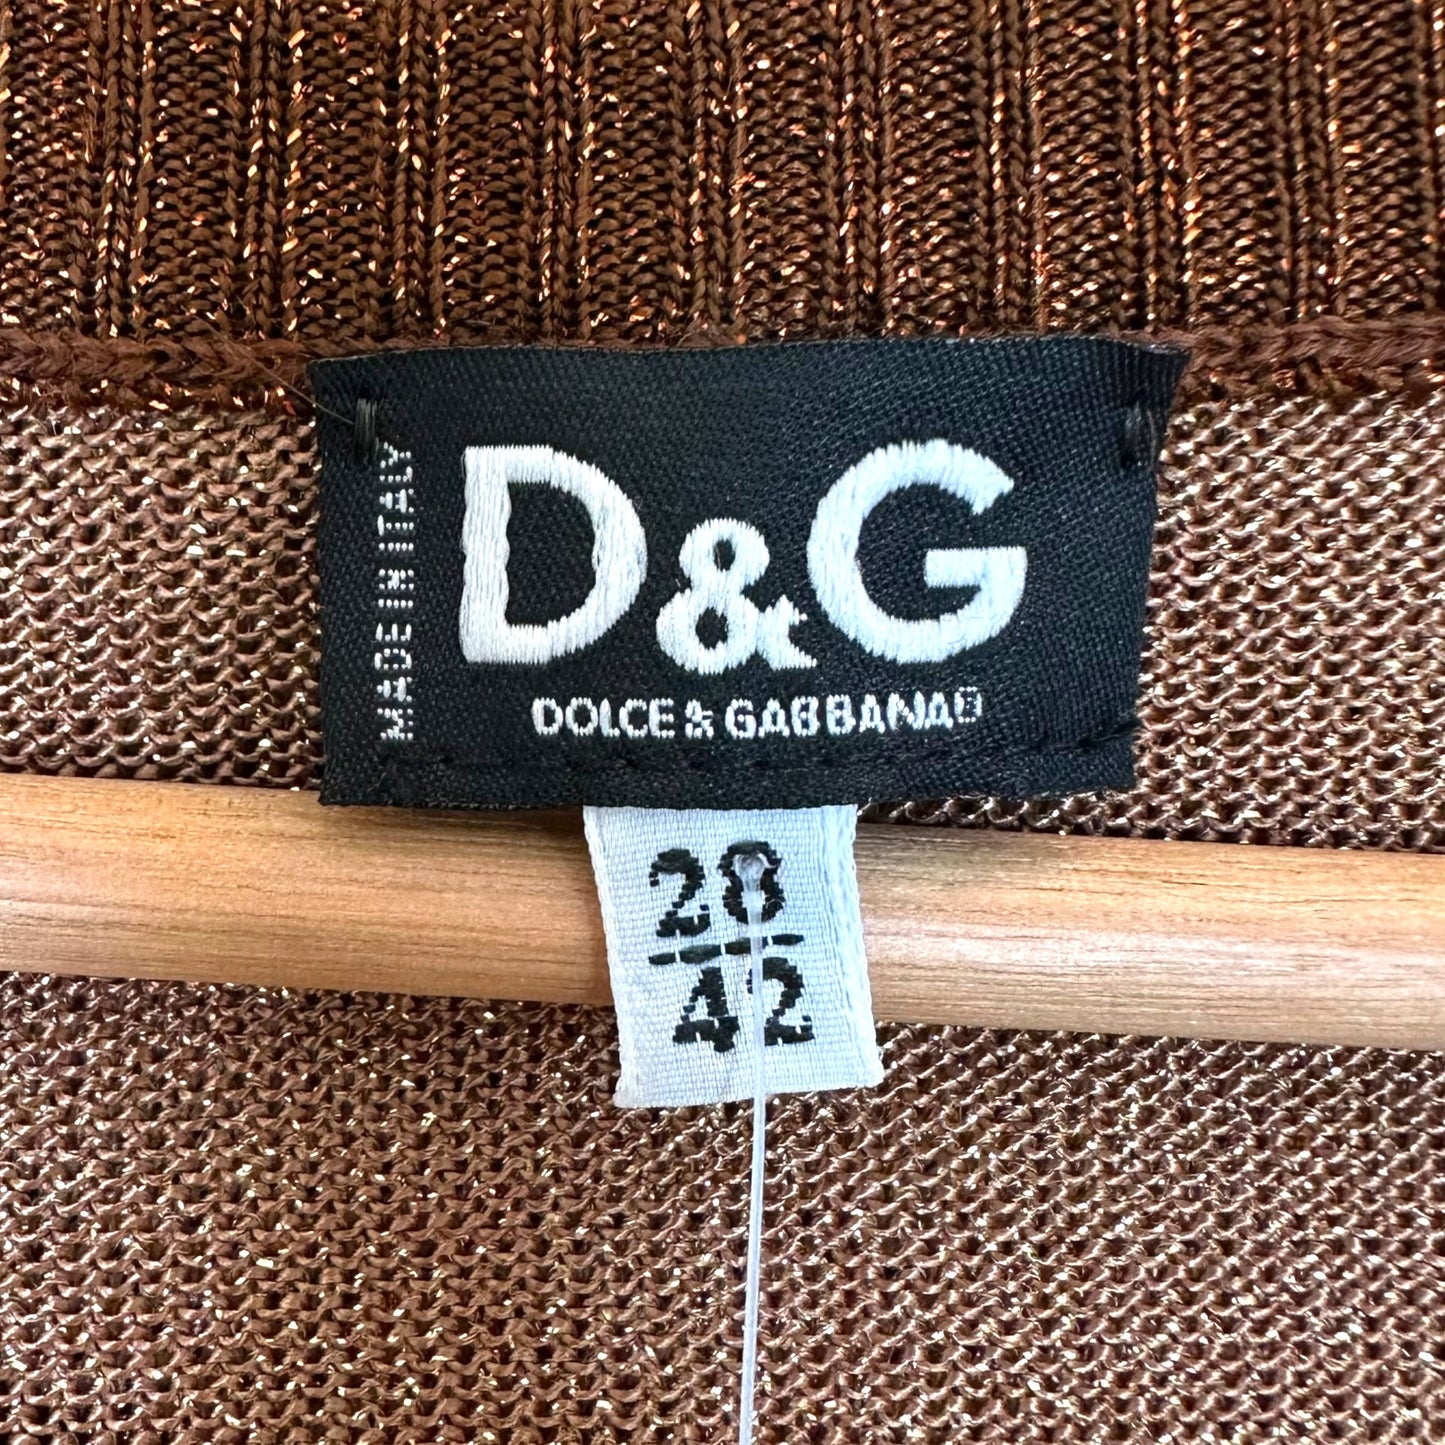 MADE IN ITALY
D&G
DOLCE & GABBANA
28
42